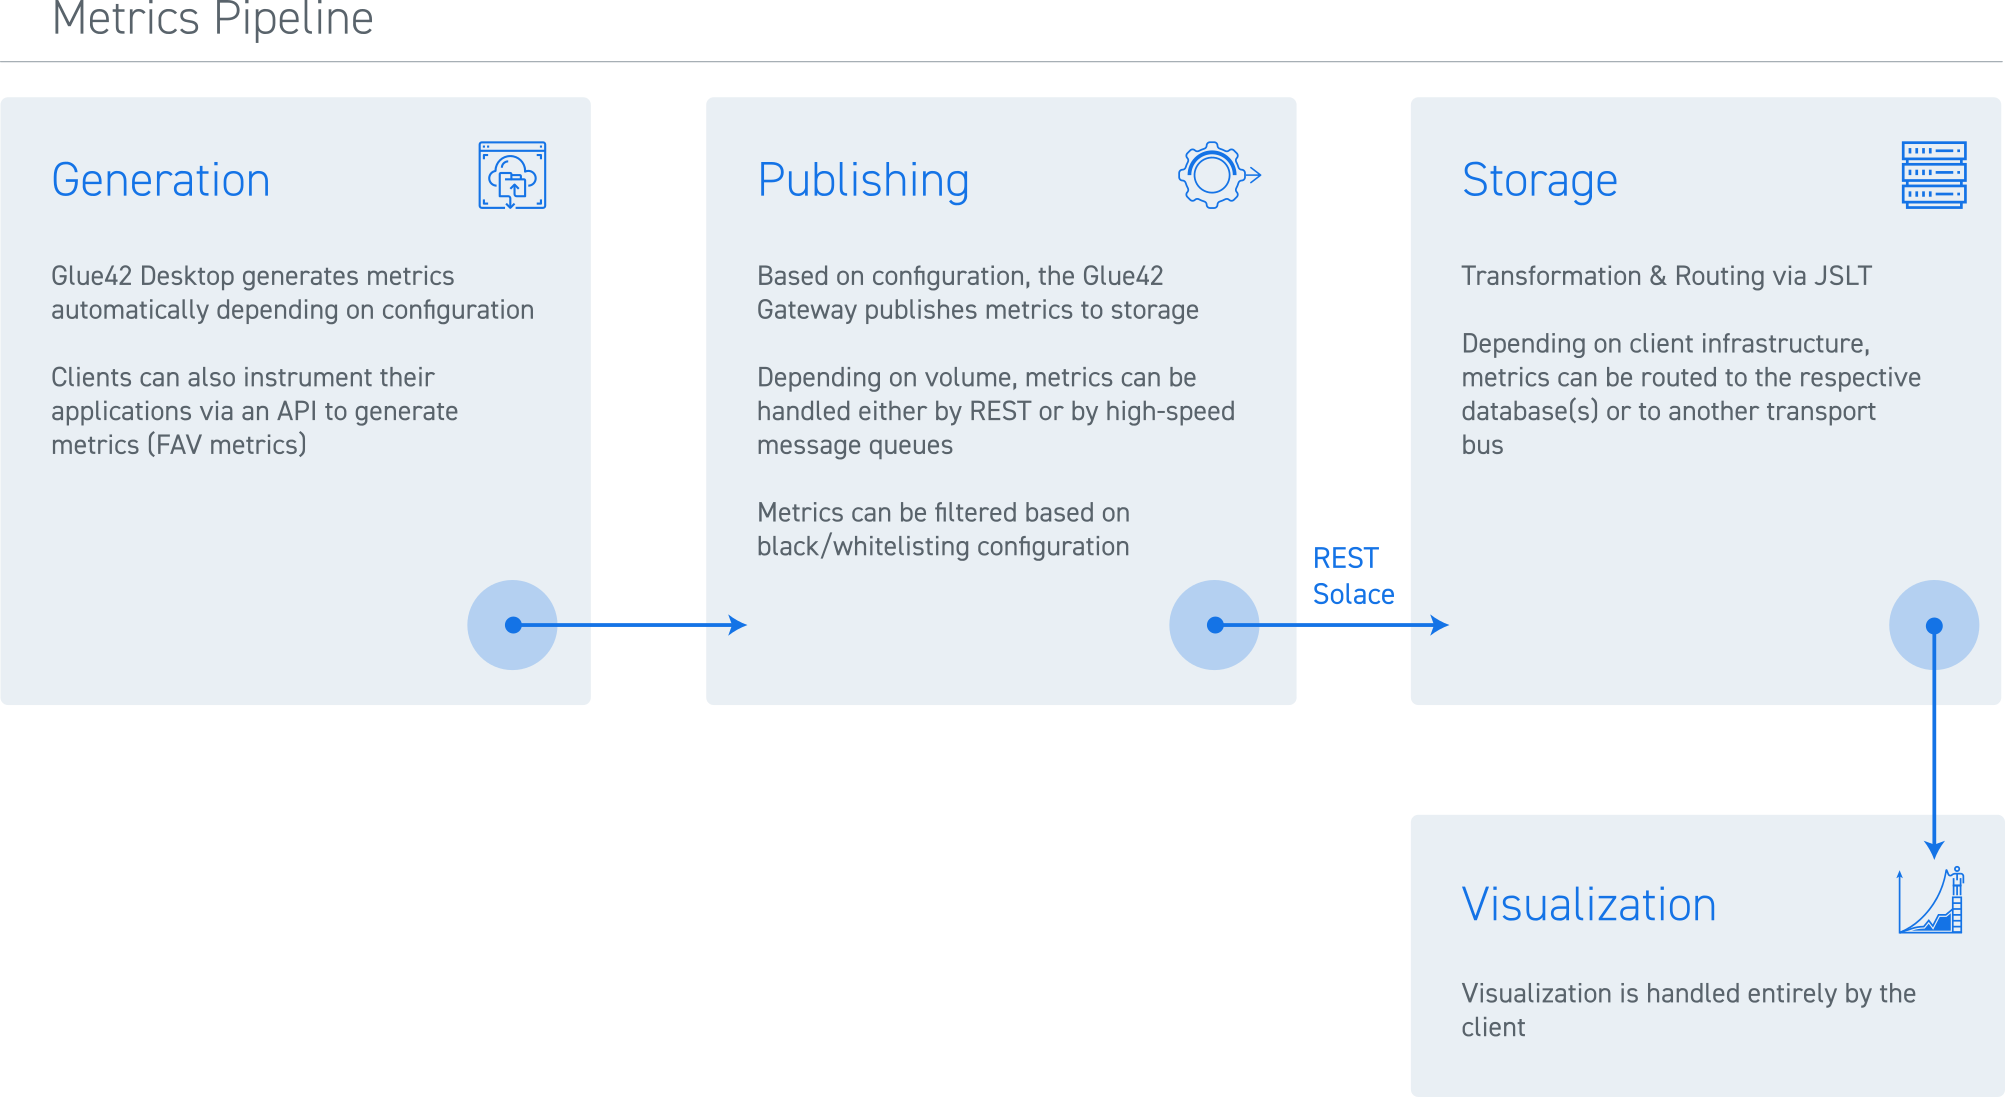 Metrics Pipeline
Generation
Glue42 Desktop generates metrics
automatically depending on configuration
Clients can also instrument their
applications via an API to generate
metrics (FAV metrics)
Publishing
Based on configuration, the Glue42
Gateway publishes metrics to storage
Depending on volume, metrics can be
handled either by REST or by high-speed
message queues
Metrics can be filtered based on
black/whitelisting configuration
REST
Solace
Storage
Transformation & Routing via JSLT
Depending on client infrastructure,
metrics can be routed to the respective
database(s) or to another transport
bus
Visualization
Visualization is handled entirely by the
client